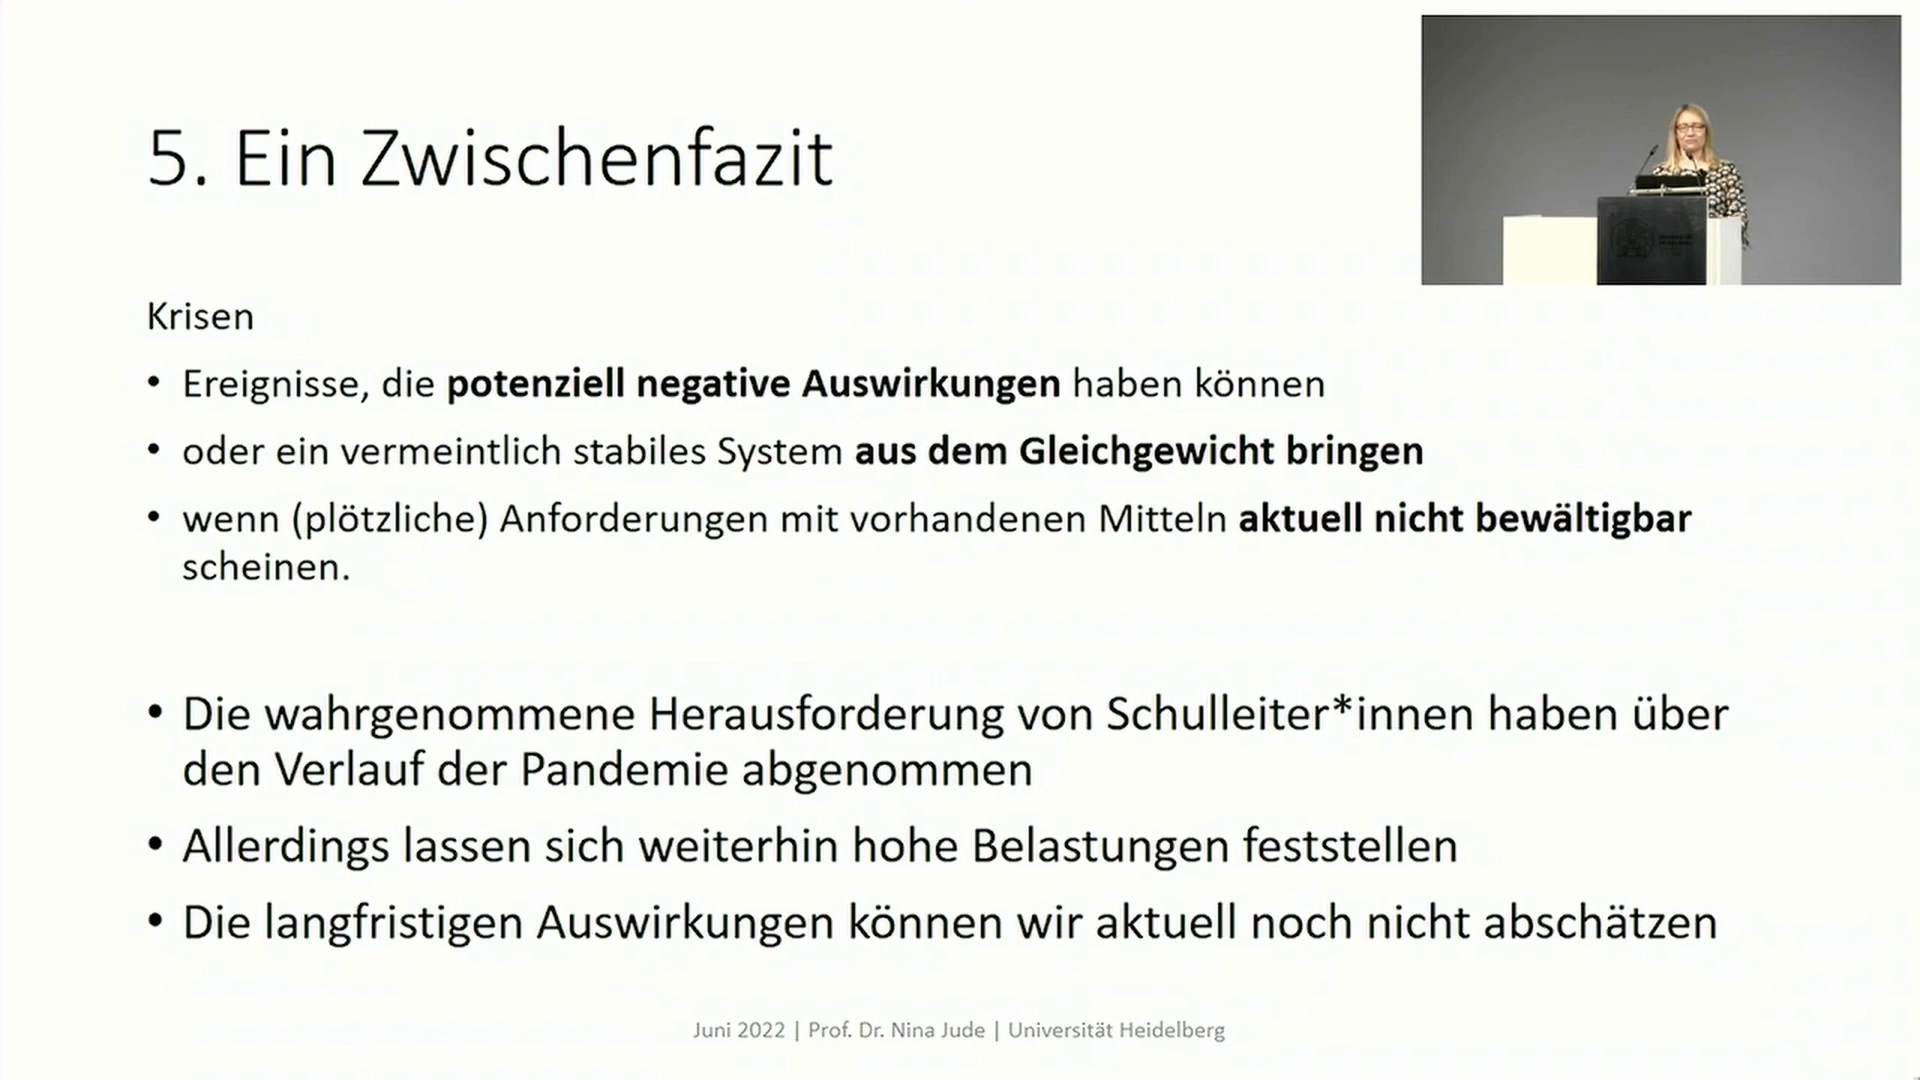 5. Ein Zwischenfazit
Krisen
• Ereignisse, die potenziell negative Auswirkungen haben können
• oder ein vermeintlich stabiles System aus dem Gleichgewicht bringen
• wenn (plötzliche) Anforderungen mit vorhandenen Mitteln aktuell nicht bewältigbar
scheinen.
• Die wahrgenommene Herausforderung von Schulleiter*innen haben über
den Verlauf der Pandemie abgenommen
• Allerdings lassen sich weiterhin hohe Belastungen feststellen
• Die langfristigen Auswirkungen können wir aktuell noch nicht abschätzen
Juni 2022 | Prof. Dr. Nina Jude | Universität Heidelberg